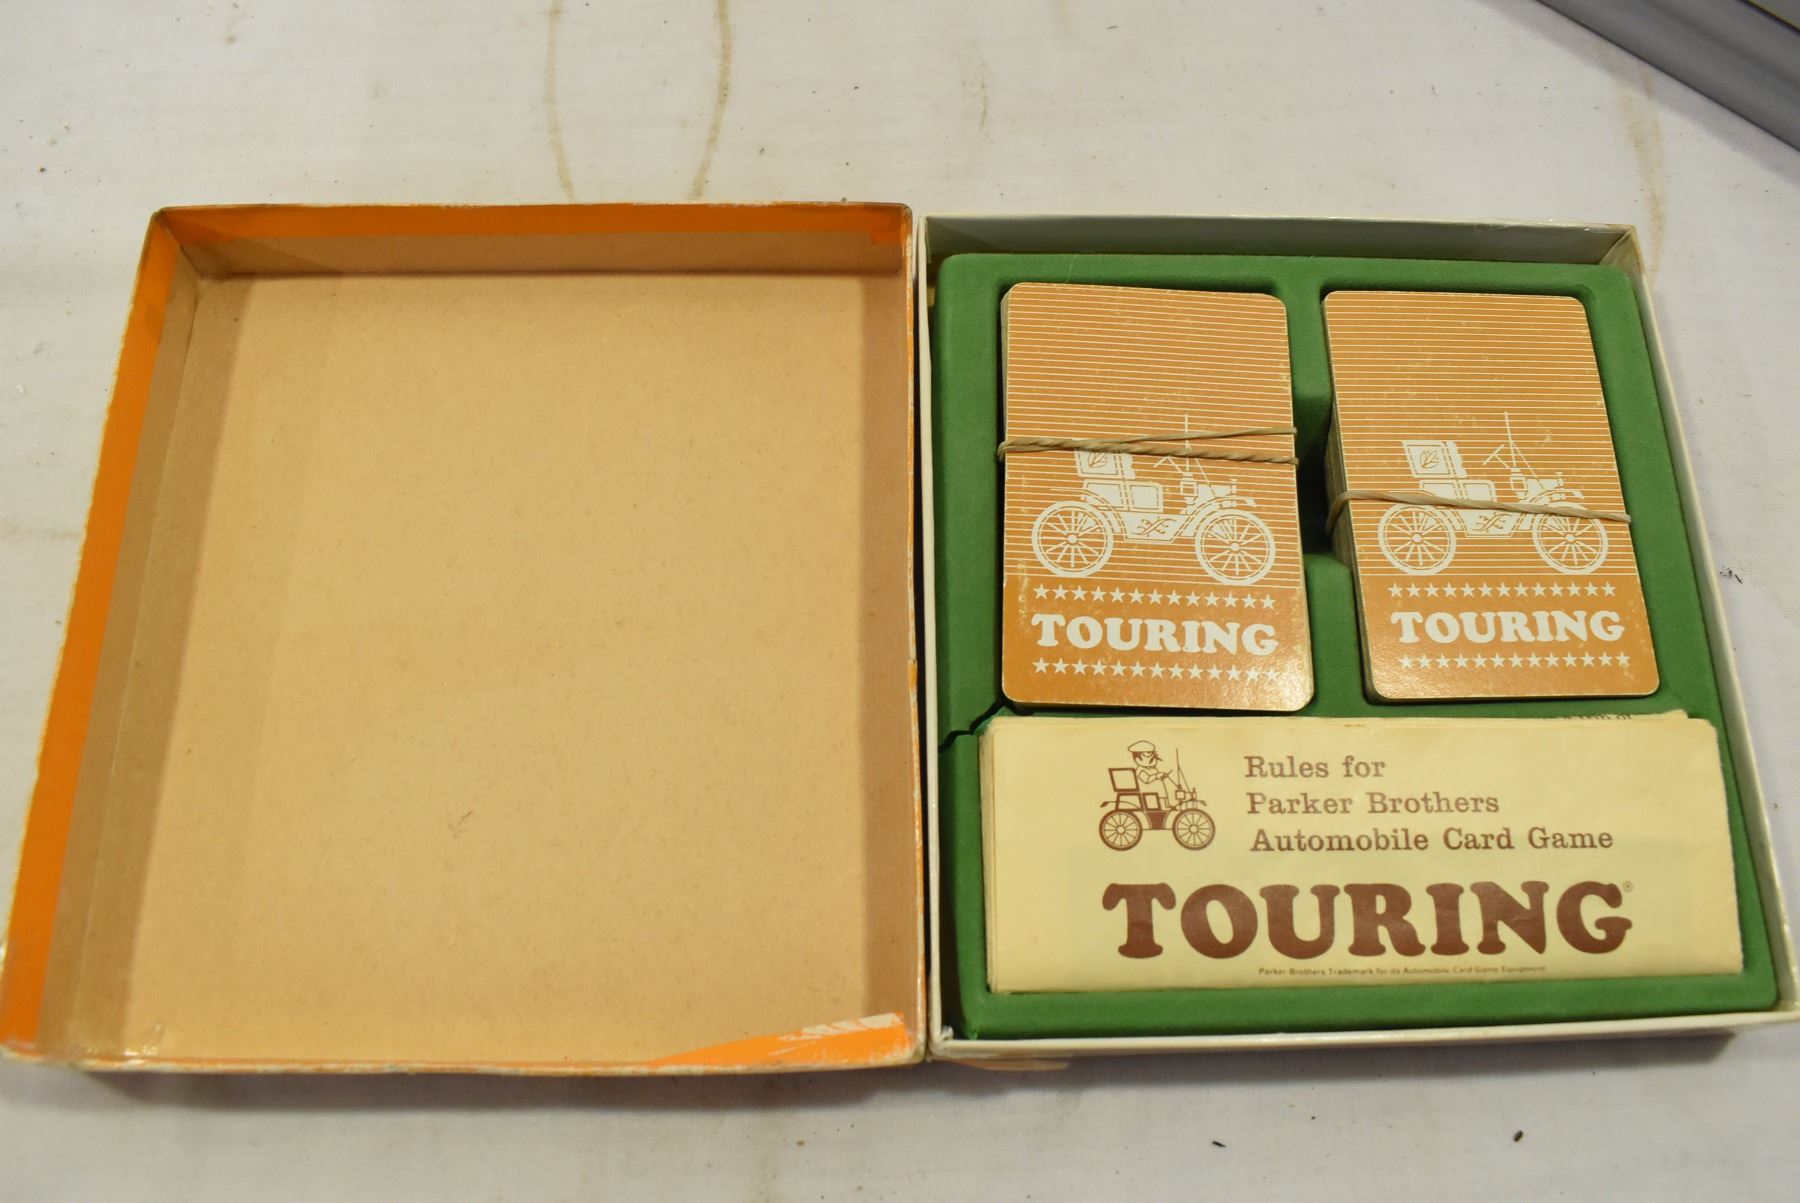 TOURING
TOURING
Rules for
Parker Brothers
Automobile Card Game
TOURING®
Parker Brothers Trademark for its Automobile Card Game Equipment